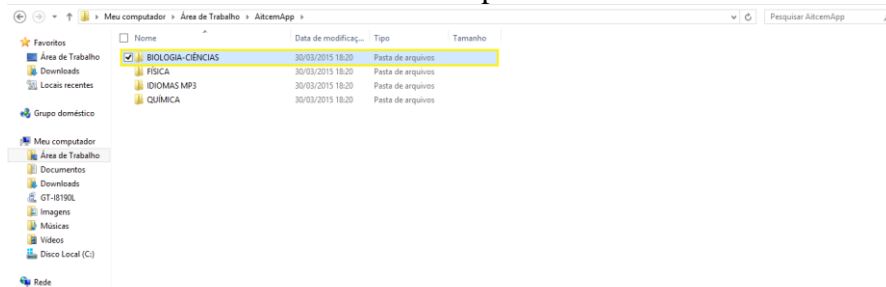 Meu computador ▸ Área de Trabalho ▸ AitcemApp ▸
Pesquisar AitcemApp
Favoritos
Área de Trabalho
Downloads
Locais recentes
Grupo doméstico
Meu computador
Área de Trabalho
Documentos
Downloads
GT-I8190L
Imagens
Músicas
Vídeos
Disco Local (C:)
Rede
Nome Data de modificaç... Tipo Tamanho
BIOLOGIA-CIÊNCIAS 30/03/2015 18:20 Pasta de arquivos
FÍSICA 30/03/2015 18:20 Pasta de arquivos
IDIOMAS MP3 30/03/2015 18:20 Pasta de arquivos
QUÍMICA 30/03/2015 18:20 Pasta de arquivos